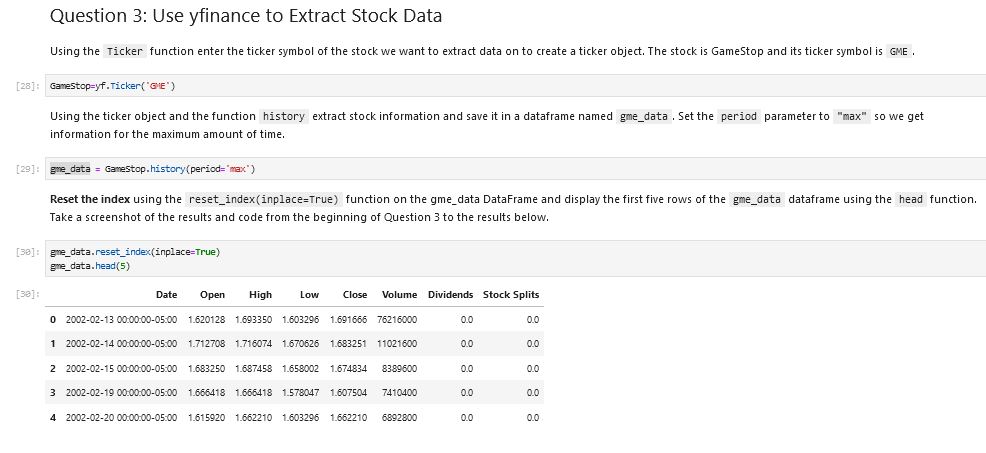 Question 3: Use yfinance to Extract Stock Data
Using the Ticker function enter the ticker symbol of the stock we want to extract data on to create a ticker object. The stock is GameStop and its ticker symbol is GME .
[28]: GameStop=yf.Ticker('GME')
Using the ticker object and the function history extract stock information and save it in a dataframe named gme_data . Set the period parameter to "max" so we get
information for the maximum amount of time.
[29]: gme_data = GameStop.history(period='max')
Reset the index using the reset_index(inplace=True) function on the gme_data DataFrame and display the first five rows of the gme_data dataframe using the head function.
Take a screenshot of the results and code from the beginning of Question 3 to the results below.
[30]: gme_data.reset_index(inplace=True)
gme_data.head(5)
[30]: Date Open High Low Close Volume Dividends Stock Splits
0 2002-02-13 00:00:00-05:00 1.620128 1.693350 1.603296 1.691666 76216000 0.0 0.0
1 2002-02-14 00:00:00-05:00 1.712708 1.716074 1.670626 1.683251 11021600 0.0 0.0
2 2002-02-15 00:00:00-05:00 1.683250 1.687458 1.658002 1.674834 8389600 0.0 0.0
3 2002-02-19 00:00:00-05:00 1.666418 1.666418 1.578047 1.607504 7410400 0.0 0.0
4 2002-02-20 00:00:00-05:00 1.615920 1.662210 1.603296 1.662210 6892800 0.0 0.0